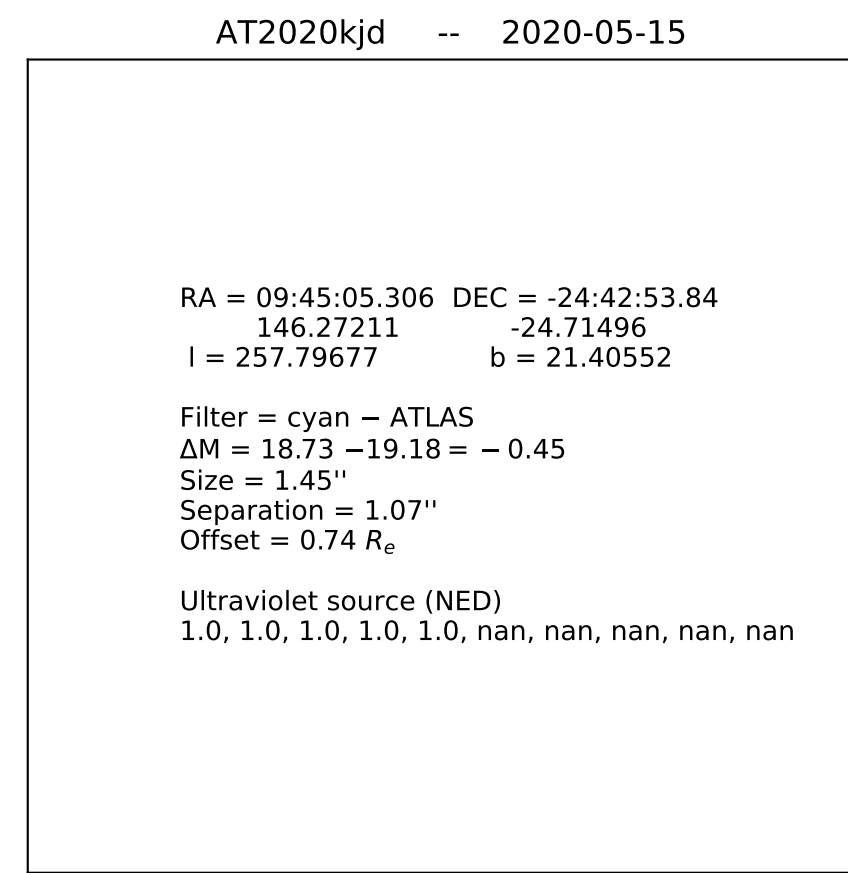 AT2020kjd -- 2020-05-15
RA = 09:45:05.306 DEC = -24:42:53.84
146.27211 -24.71496
l = 257.79677 b = 21.40552
Filter = cyan − ATLAS
ΔM = 18.73 −19.18 = − 0.45
Size = 1.45''
Separation = 1.07''
Offset = 0.74 Re
Ultraviolet source (NED)
1.0, 1.0, 1.0, 1.0, 1.0, nan, nan, nan, nan, nan